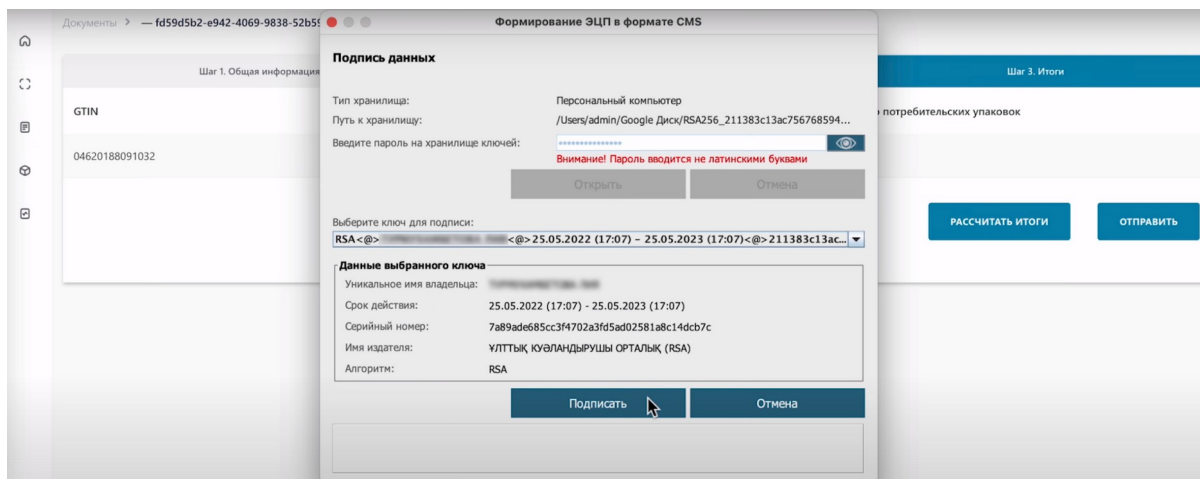 Документы > — fd59d5b2-e942-4069-9838-52b59
Формирование ЭЦП в формате CMS
Подпись данных
Шаг 1. Общая информация
Шаг 3. Итоги
Тип хранилища: Персональный компьютер
GTIN
потребительских упаковок
Путь к хранилищу: /Users/admin/Google Диск/RSA256_211383c13ac756768594...
Введите пароль на хранилище ключей:
Внимание! Пароль вводится не латинскими буквами
04620188091032
Открыть Отмена
Выберите ключ для подписи:
РАССЧИТАТЬ ИТОГИ ОТПРАВИТЬ
RSA<@> <@>25.05.2022 (17:07) – 25.05.2023 (17:07)<@>211383c13ac...
Данные выбранного ключа
Уникальное имя владельца:
Срок действия: 25.05.2022 (17:07) - 25.05.2023 (17:07)
Серийный номер: 7a89ade685cc3f4702a3fd5ad02581a8c14dcb7c
Имя издателя: ҰЛТТЫҚ КУӘЛАНДЫРУШЫ ОРТАЛЫҚ (RSA)
Алгоритм: RSA
Подписать Отмена